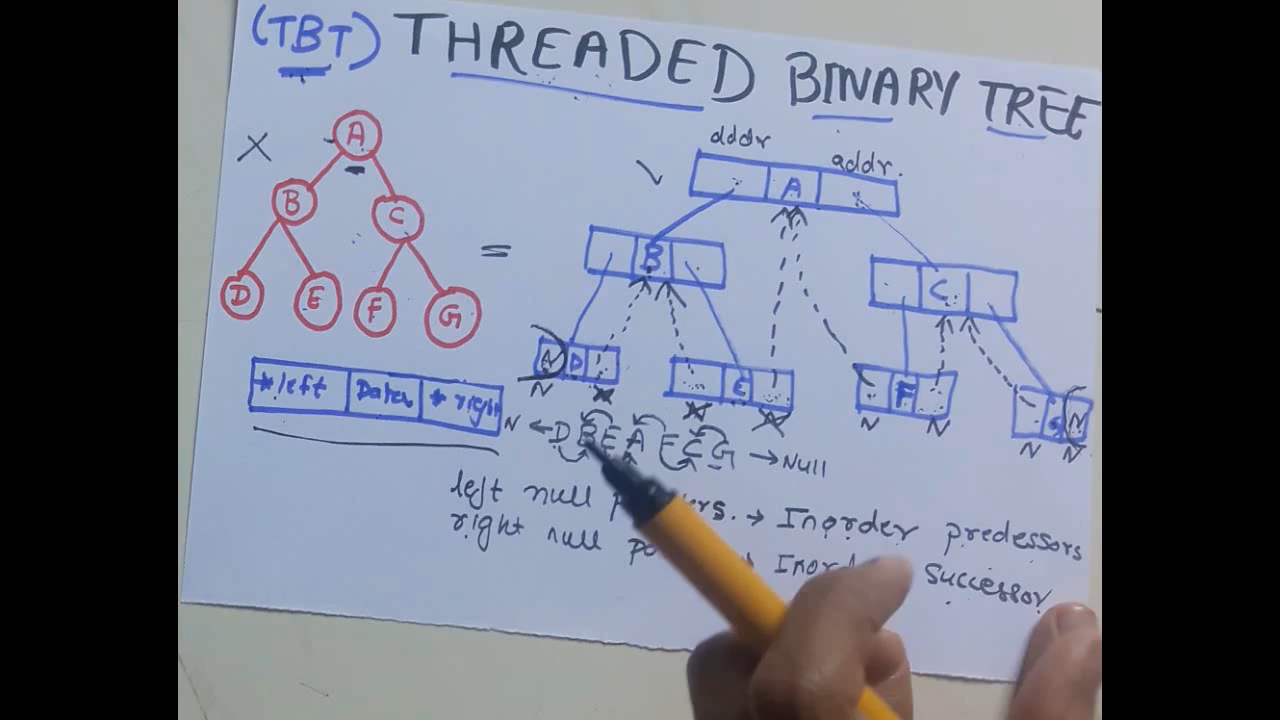 (TBT) THREADED BINARY TREE
A
B C
D E F G
addr addr.
A
B C
N D E F G N
N N N N N
*left Data *right
N ← D B E A F C G → Null
left null → Inorder predessors
right null → Successor